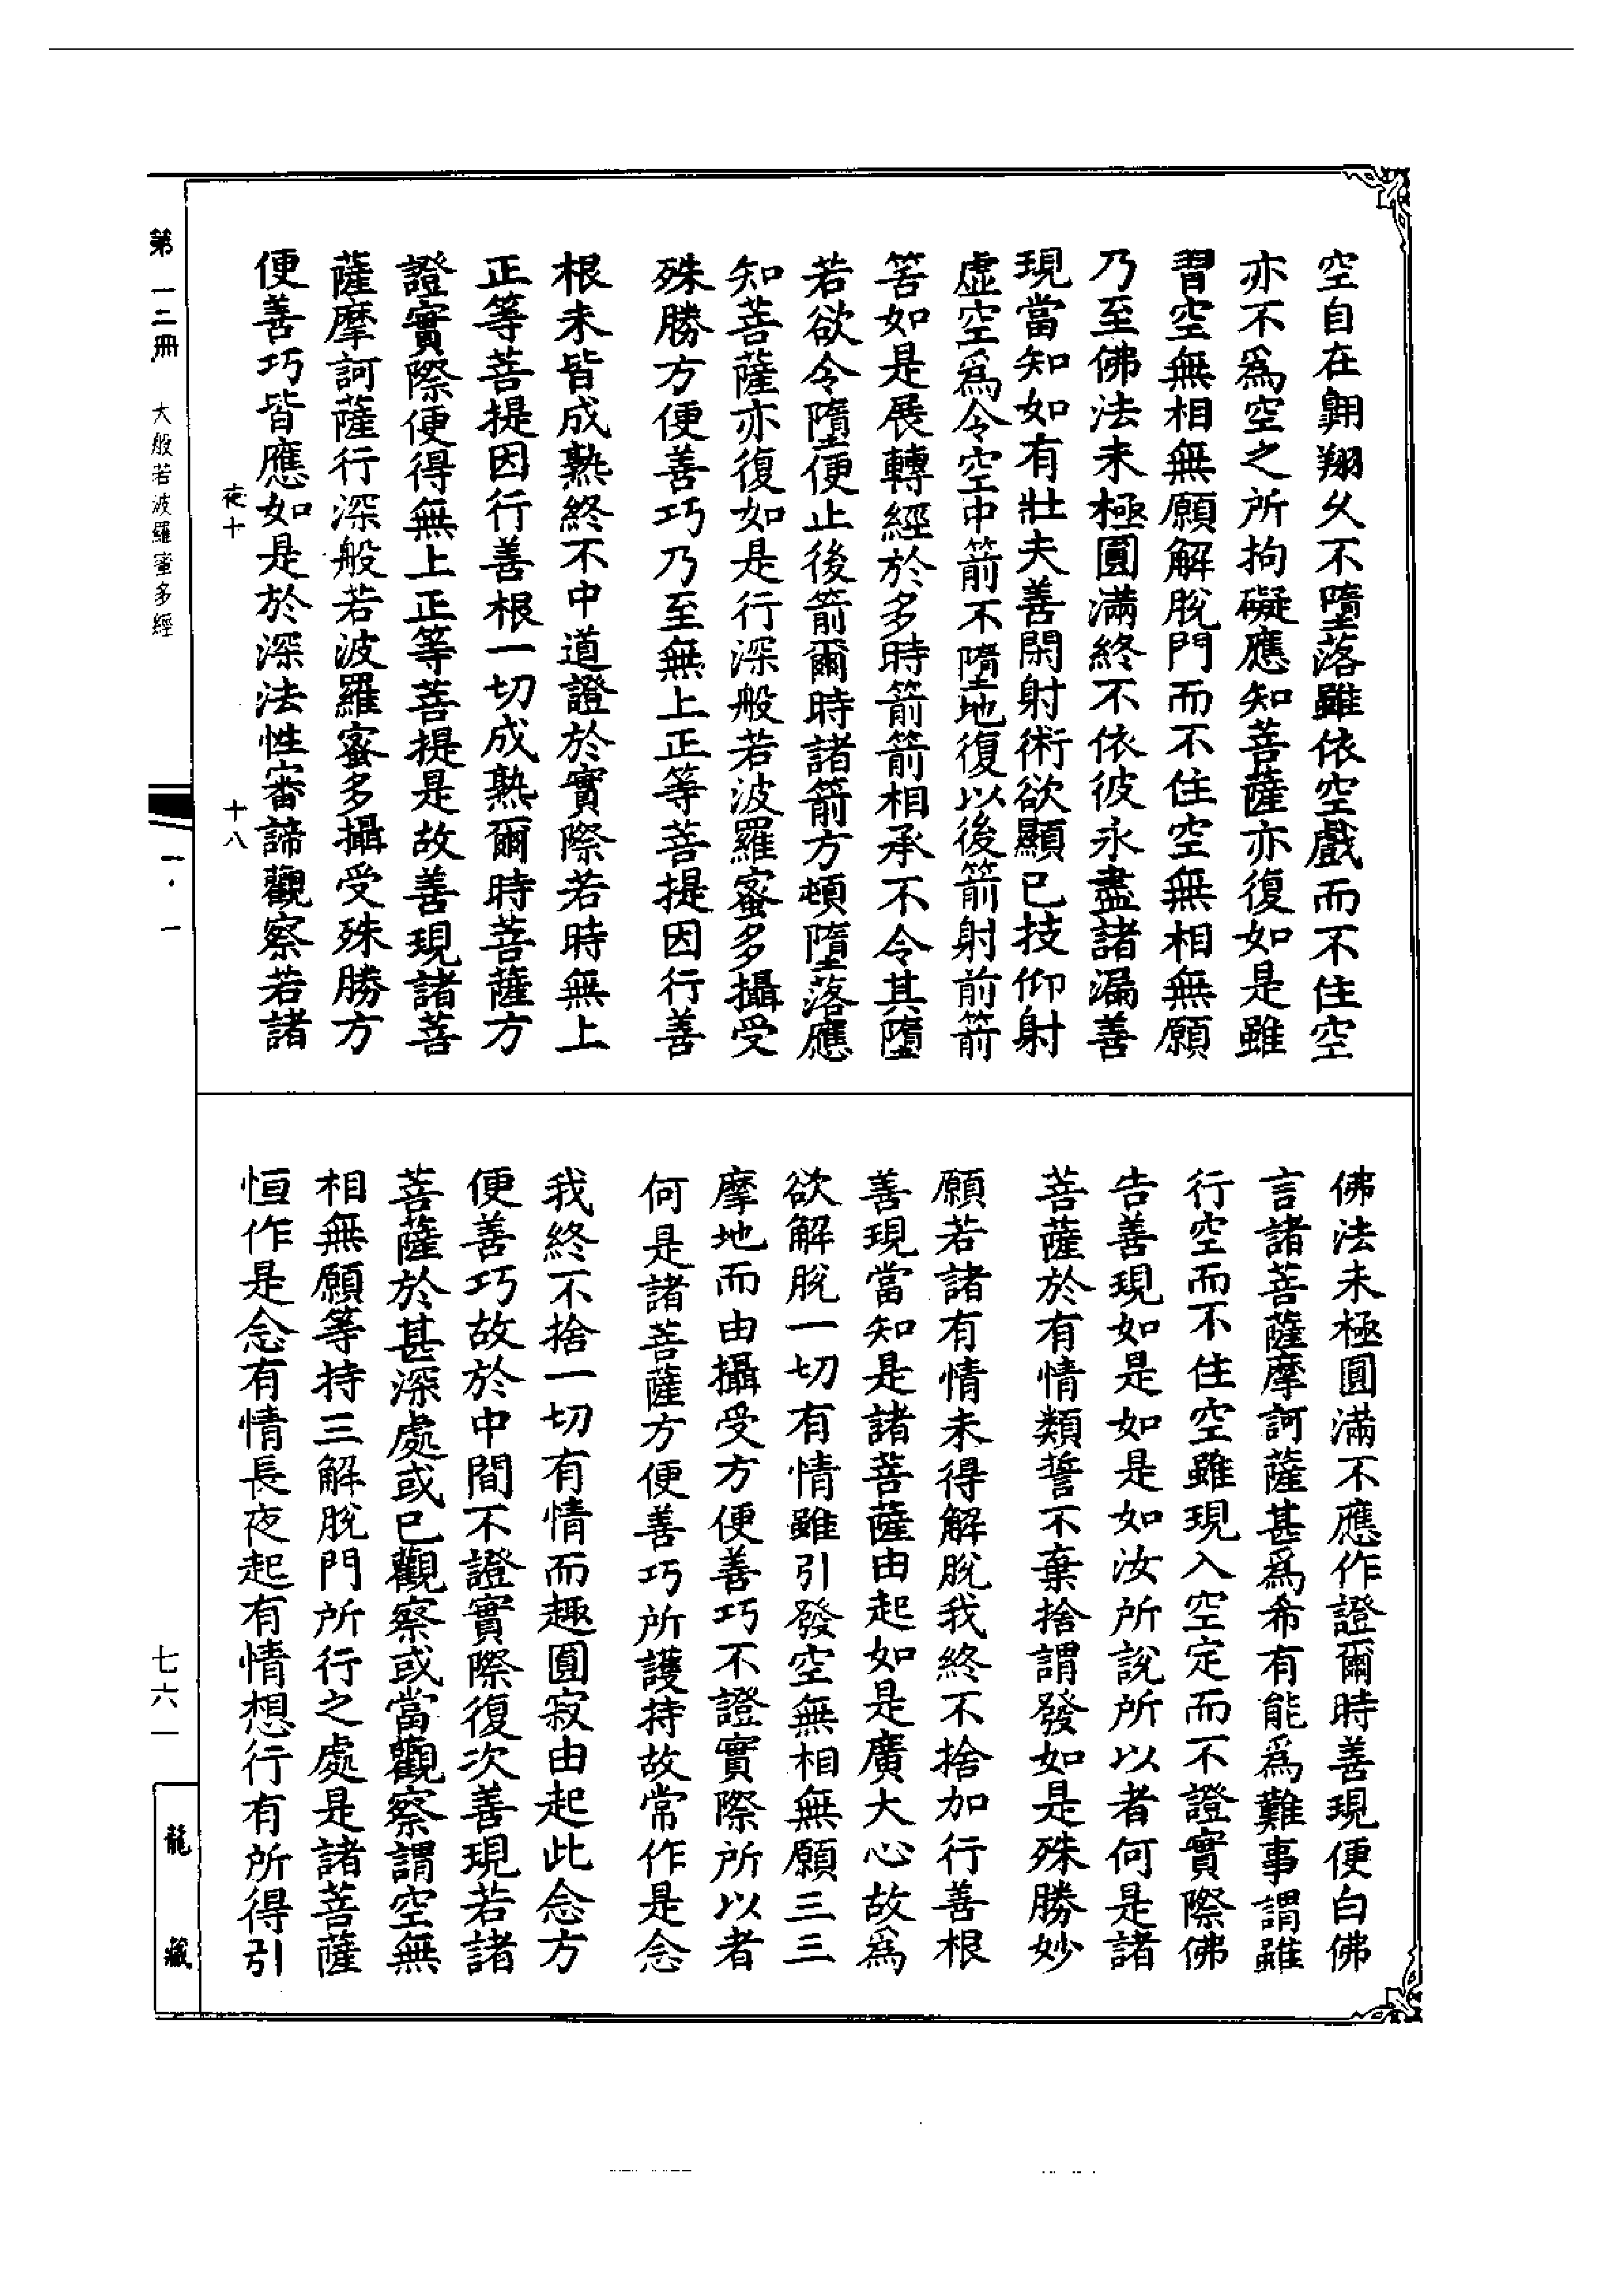 空自在翺翔久不墮落雖依空戲而不住空
亦不爲空之所拘礙應知菩薩亦復如是雖
習空無相無願解脫門而不住空無相無願
乃至佛法未極圓滿終不依彼永盡諸漏善
現當知如有壯夫善閑射術欲顯已技仰射
虛空爲令空中箭不墮地復以後箭射前箭
筈如是展轉經於多時箭箭相承不令其墮
若欲令墮便止後箭爾時諸箭方頓墮落應
知菩薩亦復如是行深般若波羅蜜多攝受
殊勝方便善巧乃至無上正等菩提因行善
根未皆成熟終不中道證於實際若時無上
正等菩提因行善根一切成熟爾時菩薩方
證實際便得無上正等菩提是故善現諸菩
薩摩訶薩行深般若波羅蜜多攝受殊勝方
便善巧皆應如是於深法性審諦觀察若諸
夜十 十八
佛法未極圓滿不應作證爾時善現便白佛
言諸菩薩摩訶薩甚爲希有能爲難事謂雖
行空而不住空雖現入空定而不證實際佛
告善現如是如是如汝所說所以者何是諸
菩薩於有情類誓不棄捨謂發如是殊勝妙
願若諸有情未得解脫我終不捨加行善根
善現當知是諸菩薩由起如是廣大心故爲
欲解脫一切有情雖引發空無相無願三三
摩地而由攝受方便善巧不證實際所以者
何是諸菩薩方便善巧所護持故常作是念
我終不捨一切有情而趣圓寂由起此念方
便善巧故於中間不證實際復次善現若諸
菩薩於甚深處或已觀察或當觀察謂空無
相無願等持三解脫門所行之處是諸菩薩
恒作是念有情長夜起有情想行有所得引
第一二冊 大般若波羅蜜多經 一·一 七六一 龍藏